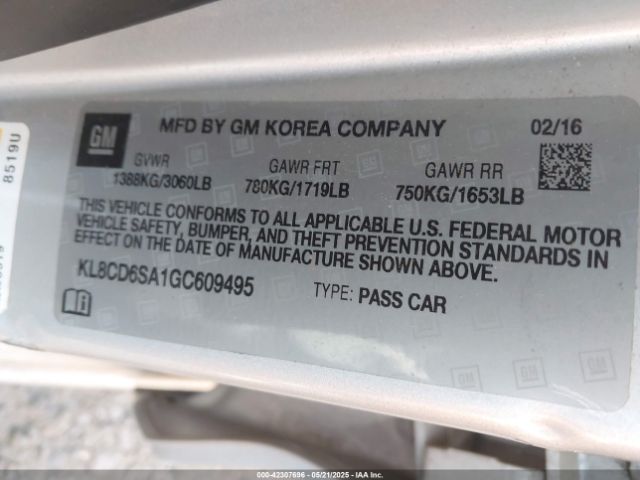 GM
MFD BY GM KOREA COMPANY
02/16
GVWR
1388KG/3060LB
GAWR FRT
780KG/1719LB
GAWR RR
750KG/1653LB
THIS VEHICLE CONFORMS TO ALL APPLICABLE U.S. FEDERAL MOTOR
VEHICLE SAFETY, BUMPER, AND THEFT PREVENTION STANDARDS IN
EFFECT ON THE DATE OF MANUFACTURE SHOWN ABOVE.
KL8CD6SA1GC609495
TYPE: PASS CAR
8519U
000-42307696 - 05/21/2025 - IAAI.COM